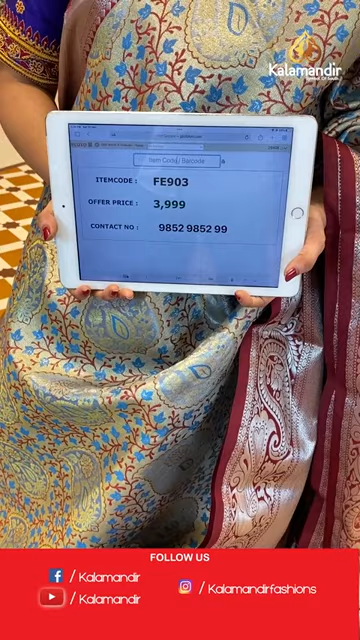 Kalamandir
Item Code / Barcode
ITEMCODE : FE903
OFFER PRICE : 3,999
CONTACT NO : 9852 9852 99
FOLLOW US
/ Kalamandir
/ Kalamandirfashions
/ Kalamandir